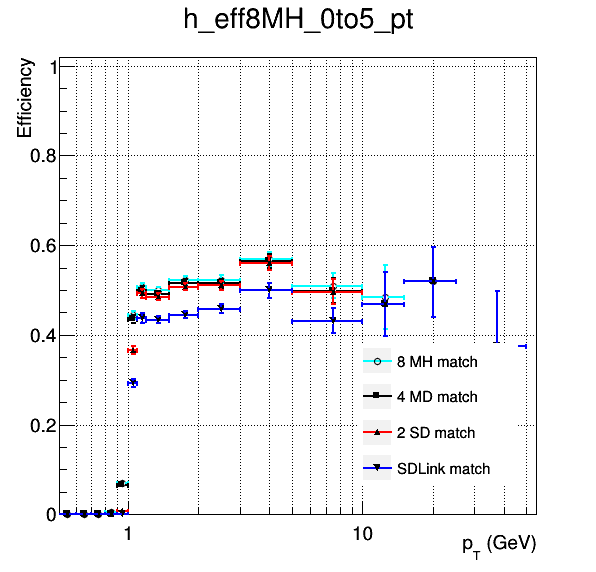 h_eff8MH_0to5_pt
Efficiency
1
0.8
0.6
0.4
0.2
0
8 MH match
4 MD match
2 SD match
SDLink match
1
10
p_T (GeV)